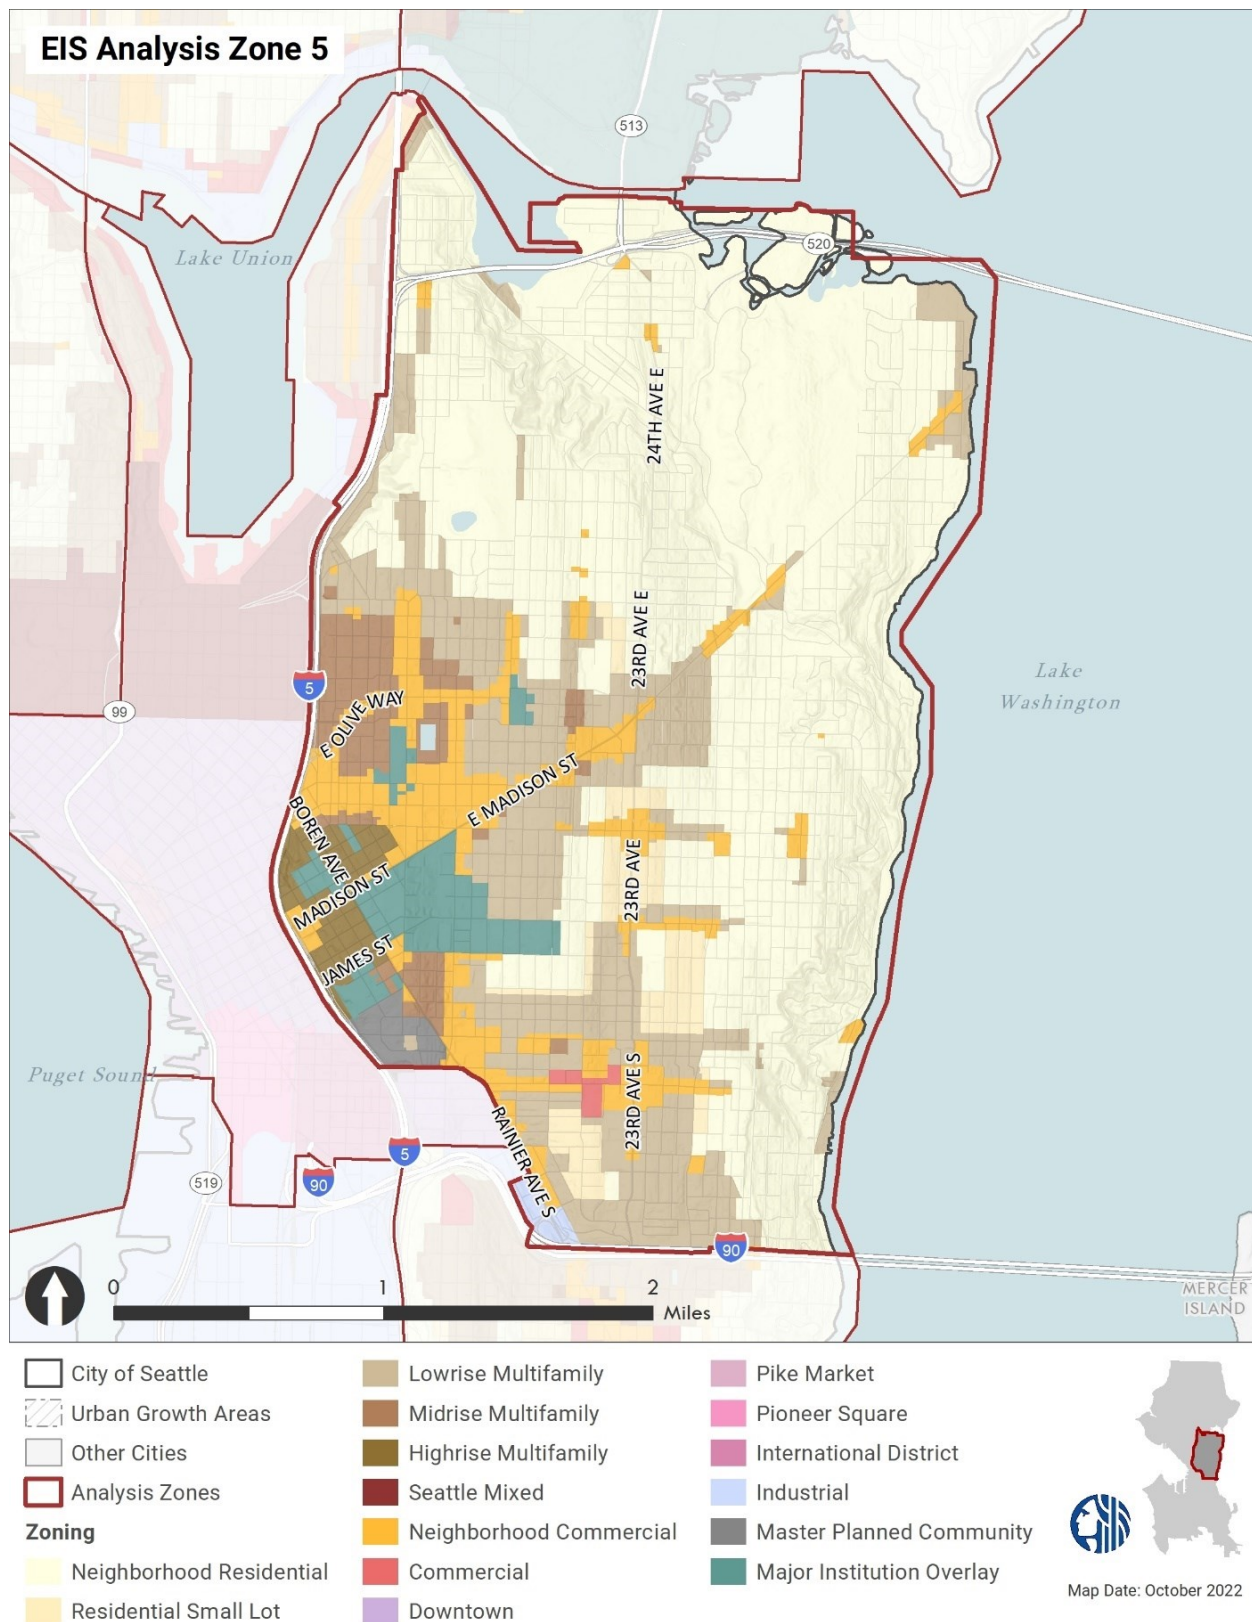 EIS Analysis Zone 5
513
520
Lake Union
24TH AVE E
23RD AVE E
5
Lake
Washington
99
E OLIVE WAY
E MADISON ST
BOREN AVE
MADISON ST
23RD AVE
JAMES ST
Puget Sound
23RD AVE S
RAINIER AVE S
5
90
519
90
0 1 2
Miles
MERCER
ISLAND
City of Seattle
Urban Growth Areas
Other Cities
Analysis Zones
Zoning
Neighborhood Residential
Residential Small Lot
Lowrise Multifamily
Midrise Multifamily
Highrise Multifamily
Seattle Mixed
Neighborhood Commercial
Commercial
Downtown
Pike Market
Pioneer Square
International District
Industrial
Master Planned Community
Major Institution Overlay
Map Date: October 2022